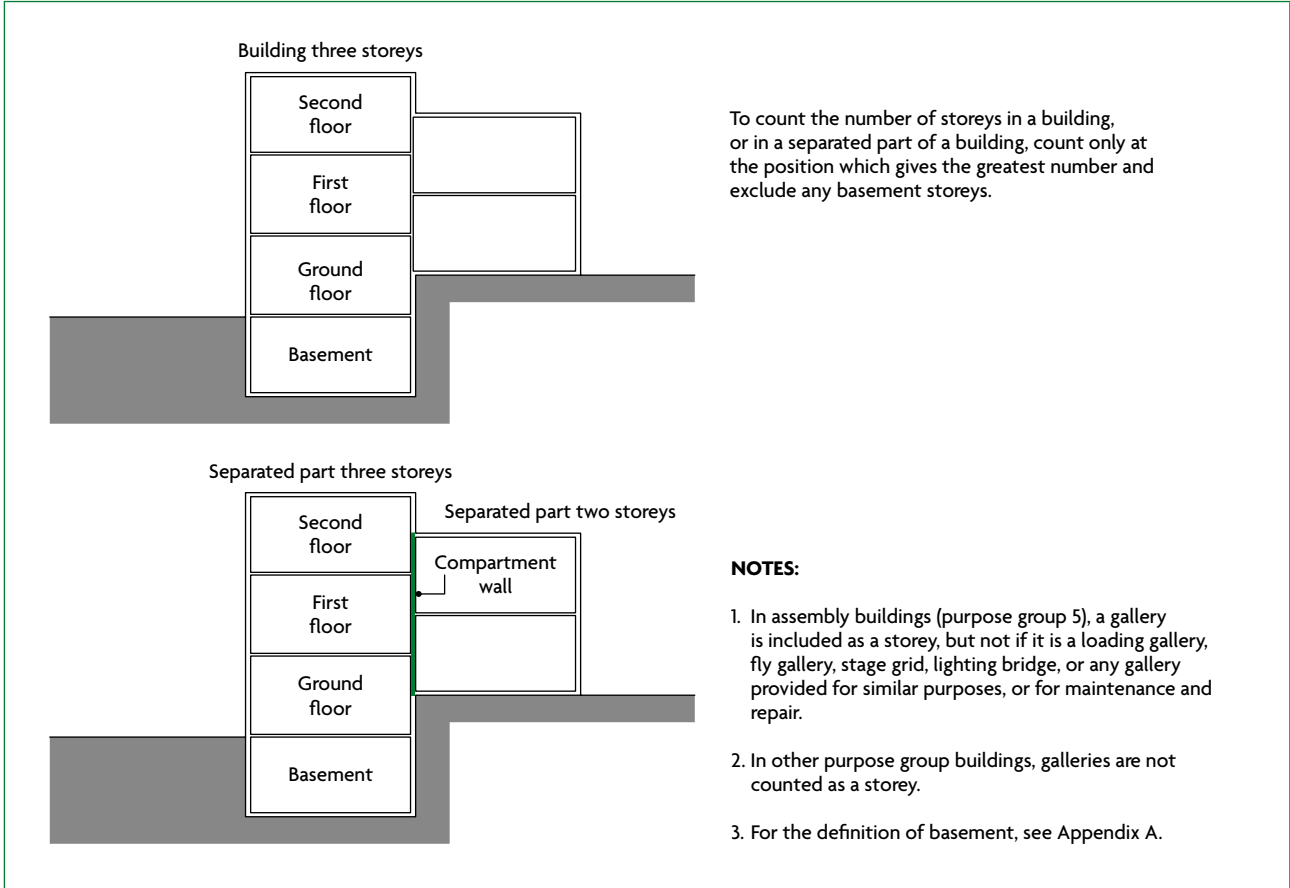 Building three storeys
Second
floor
First
floor
Ground
floor
Basement
To count the number of storeys in a building,
or in a separated part of a building, count only at
the position which gives the greatest number and
exclude any basement storeys.
Separated part three storeys
Separated part two storeys
Second
floor
Compartment
wall
First
floor
Ground
floor
Basement
NOTES:
1. In assembly buildings (purpose group 5), a gallery
is included as a storey, but not if it is a loading gallery,
fly gallery, stage grid, lighting bridge, or any gallery
provided for similar purposes, or for maintenance and
repair.
2. In other purpose group buildings, galleries are not
counted as a storey.
3. For the definition of basement, see Appendix A.